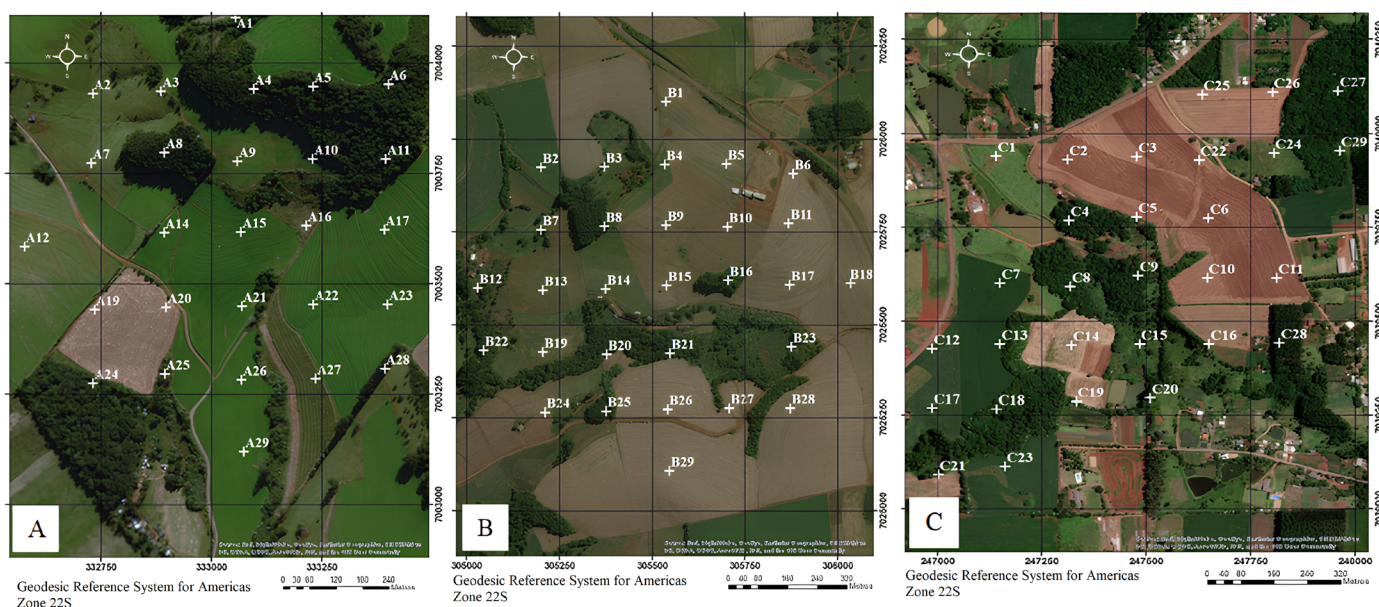 N
W E
S
A1
A2
A3
A4
A5
A6
A7
A8
A9
A10
A11
A12
A14
A15
A16
A17
A19
A20
A21
A22
A23
A24
A25
A26
A27
A28
A29
7004000
7003750
7003500
7003250
7003000
A
332750 333000 333250
Geodesic Reference System for Americas
Zone 22S
0 30 60 120 180 240
N
W E
S
B1
B2
B3
B4
B5
B6
B7
B8
B9
B10
B11
B12
B13
B14
B15
B16
B17
B18
B22
B19
B20
B21
B23
B24
B25
B26
B27
B28
B29
7026250
7026000
7025750
7025500
7025250
7025000
B
305000 305250 305500 305750 306000
Geodesic Reference System for Americas
Zone 22S
0 40 80 160 240 320
N
W E
S
C25
C26
C27
C1
C2
C3
C22
C24
C29
C4
C5
C6
C7
C8
C9
C10
C11
C12
C13
C14
C15
C16
C28
C17
C18
C19
C20
C21
C23
C
247000 247250 247500 247750
Geodesic Reference System for Americas
Zone 22S
0 40 80 160 240 320